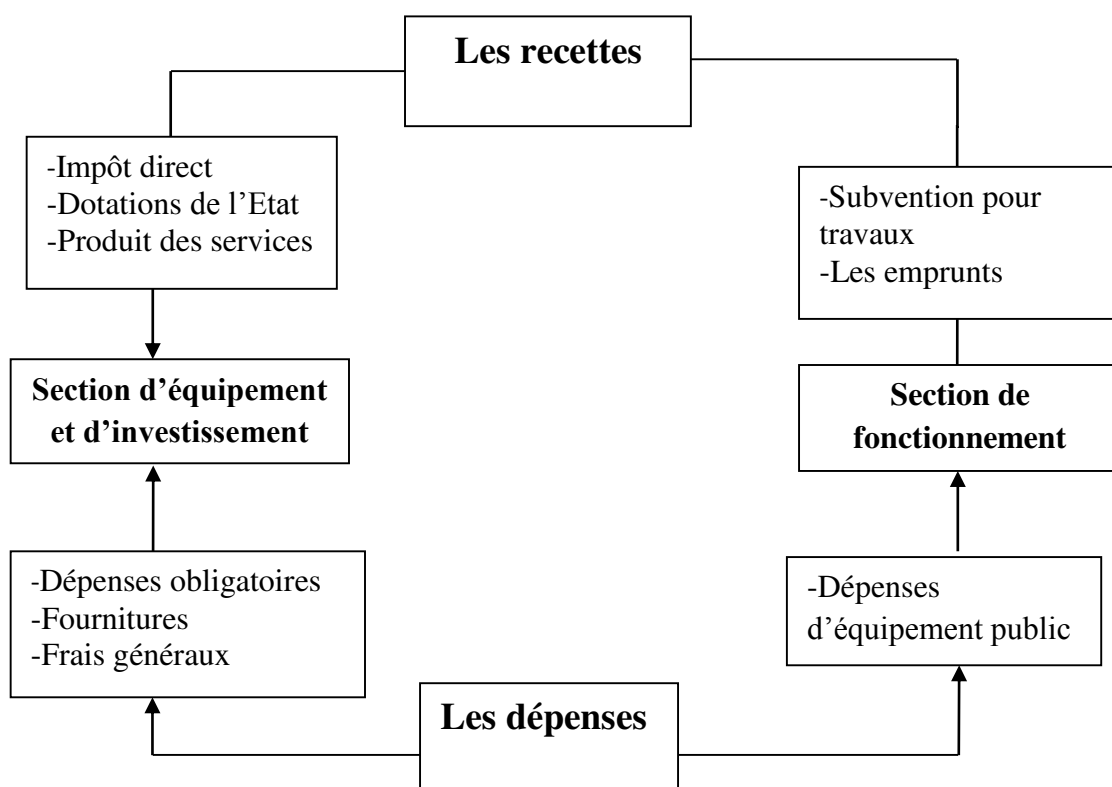 Les recettes
-Impôt direct
-Dotations de l’Etat
-Produit des services
-Subvention pour
travaux
-Les emprunts
Section d’équipement
et d’investissement
Section de
fonctionnement
-Dépenses obligatoires
-Fournitures
-Frais généraux
-Dépenses
d’équipement public
Les dépenses